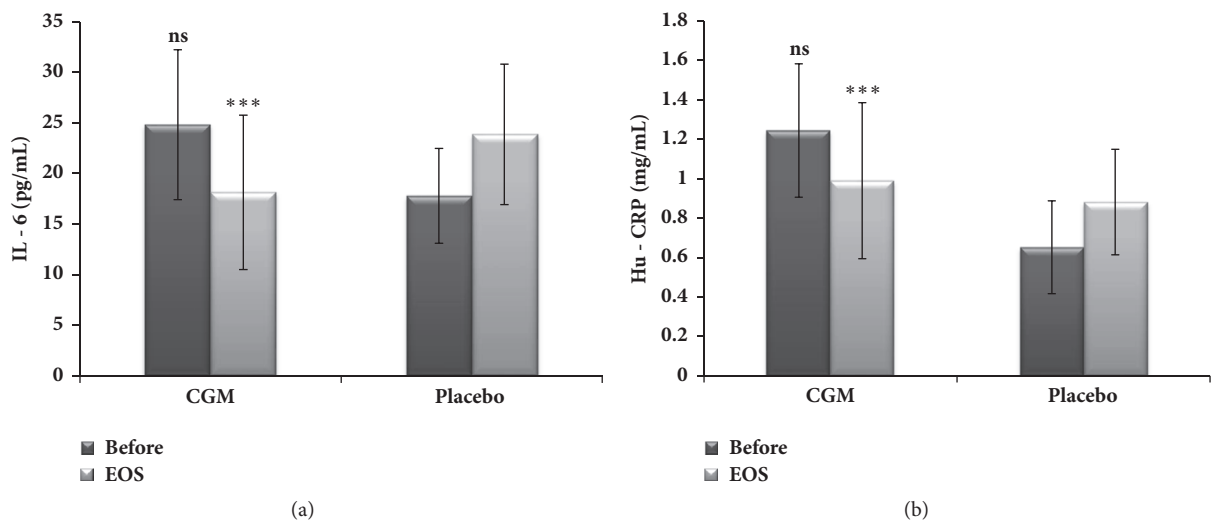 IL - 6 (pg/mL)
35
30
25
20
15
10
5
0
ns
***
CGM
Placebo
Before
EOS
(a)
Hu - CRP (mg/mL)
1.8
1.6
1.4
1.2
1
0.8
0.6
0.4
0.2
0
ns
***
CGM
Placebo
Before
EOS
(b)